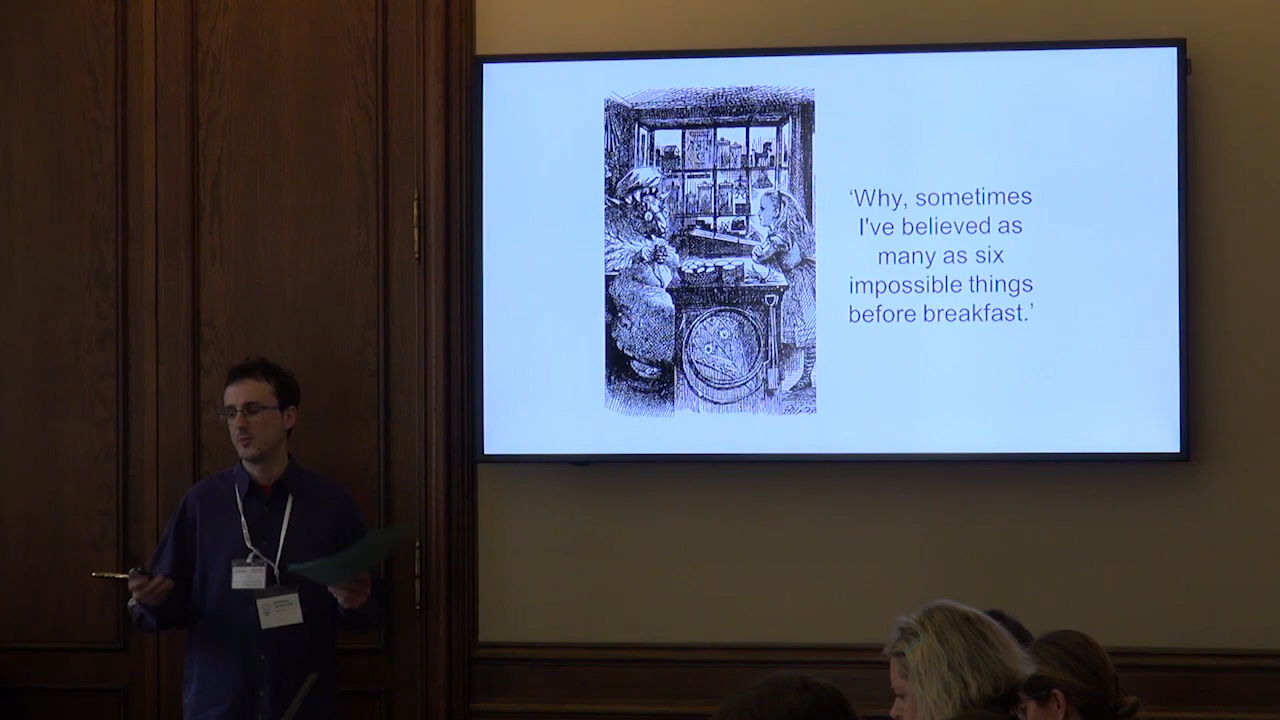 ‘Why, sometimes
I've believed as
many as six
impossible things
before breakfast.’